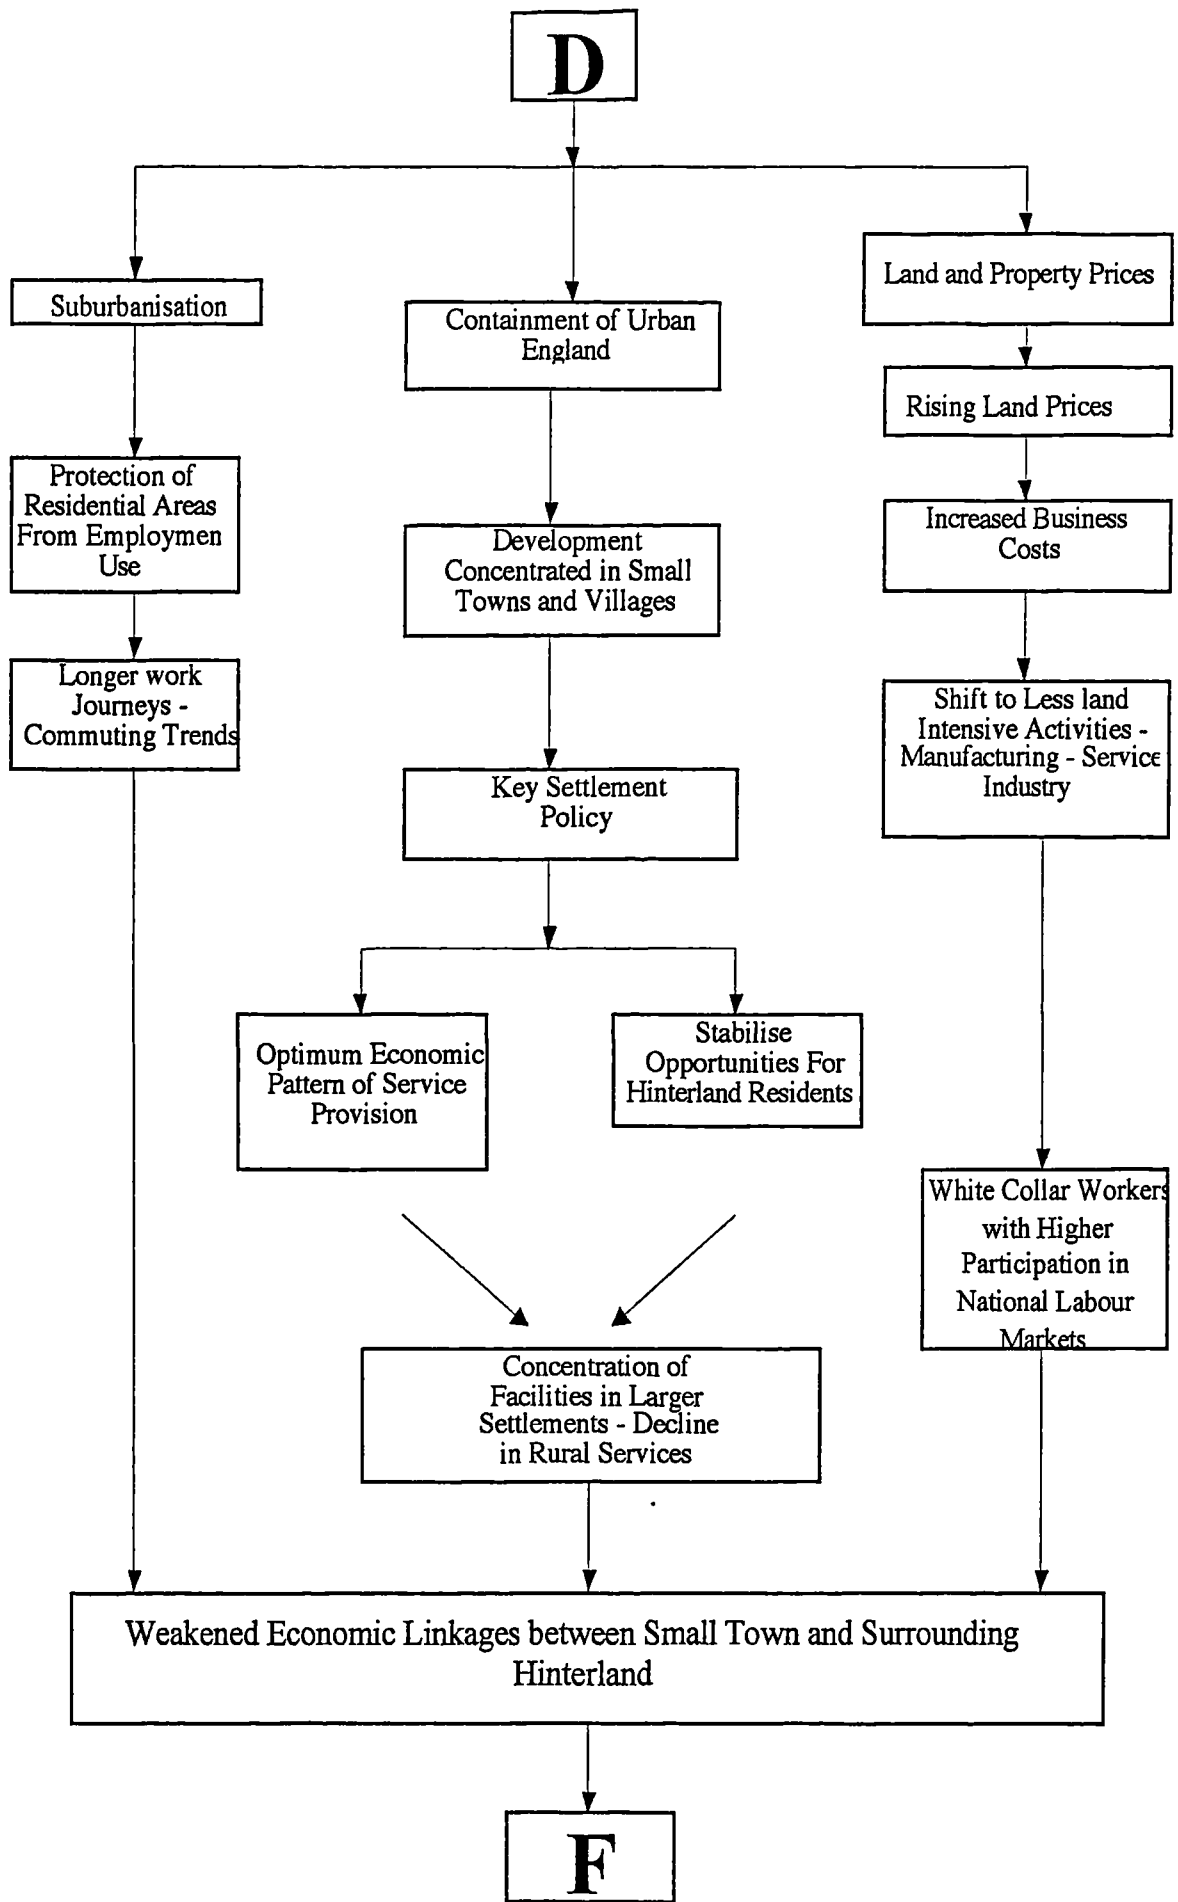 D
Suburbanisation
Protection of
Residential Areas
From Employmen
Use
Longer work
Journeys -
Commuting Trends
Containment of Urban
England
Development
Concentrated in Small
Towns and Villages
Key Settlement
Policy
Optimum Economic
Pattern of Service
Provision
Stabilise
Opportunities For
Hinterland Residents
Concentration of
Facilities in Larger
Settlements - Decline
in Rural Services
Land and Property Prices
Rising Land Prices
Increased Business
Costs
Shift to Less land
Intensive Activities -
Manufacturing - Service
Industry
White Collar Workers
with Higher
Participation in
National Labour
Markets
Weakened Economic Linkages between Small Town and Surrounding
Hinterland
F